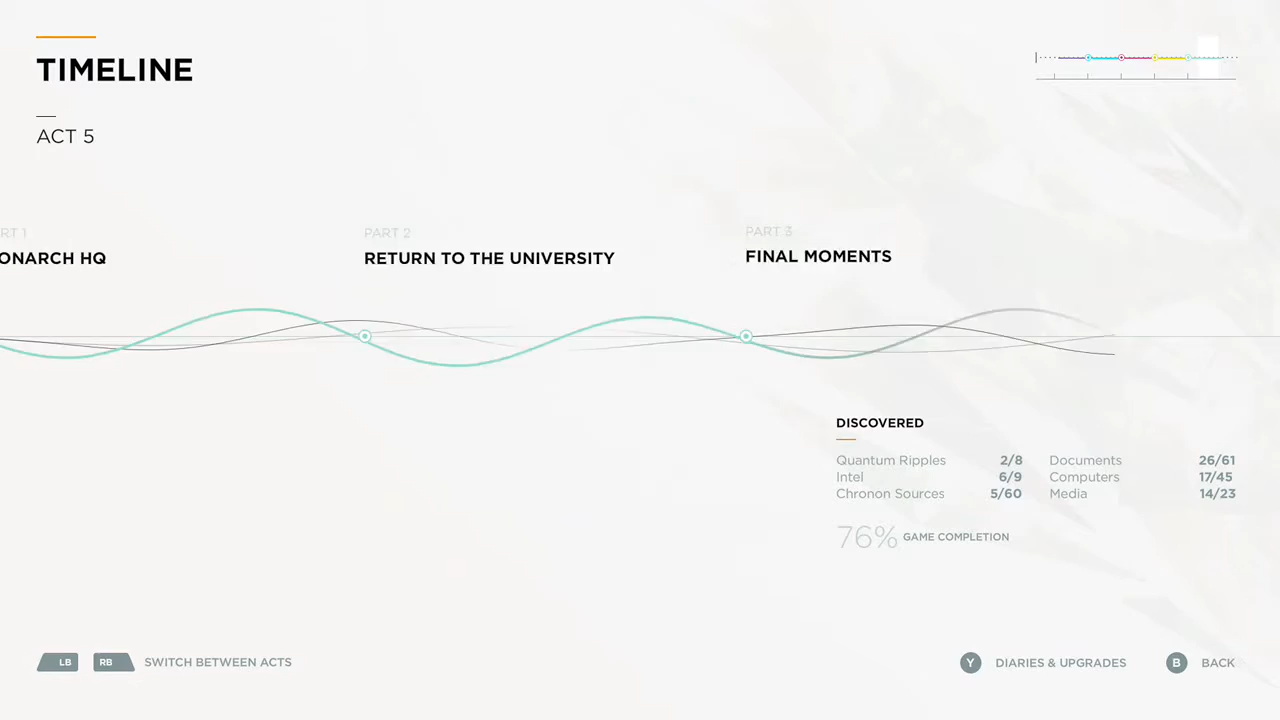 TIMELINE
ACT 5
RT 1
ONARCH HQ
PART 2
RETURN TO THE UNIVERSITY
PART 3
FINAL MOMENTS
DISCOVERED
Quantum Ripples 2/8 Documents 26/61
Intel 6/9 Computers 17/45
Chronon Sources 5/60 Media 14/23
76% GAME COMPLETION
LB RB SWITCH BETWEEN ACTS Y DIARIES & UPGRADES B BACK